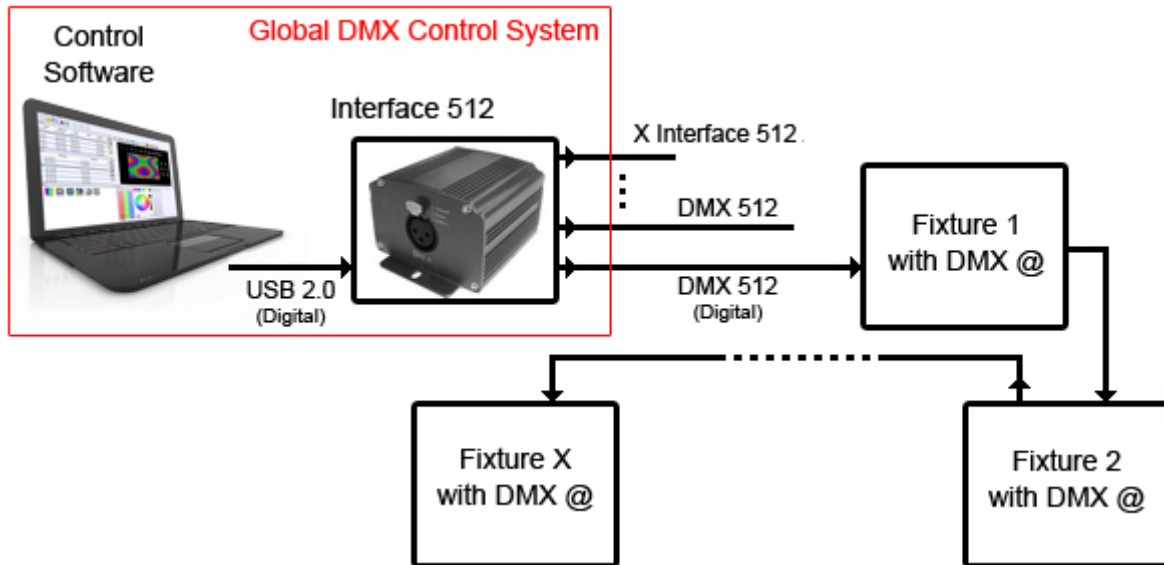 Global DMX Control System
Control
Software
Interface 512
X Interface 512
DMX 512
USB 2.0
(Digital)
DMX 512
(Digital)
Fixture 1
with DMX @
Fixture X
with DMX @
Fixture 2
with DMX @